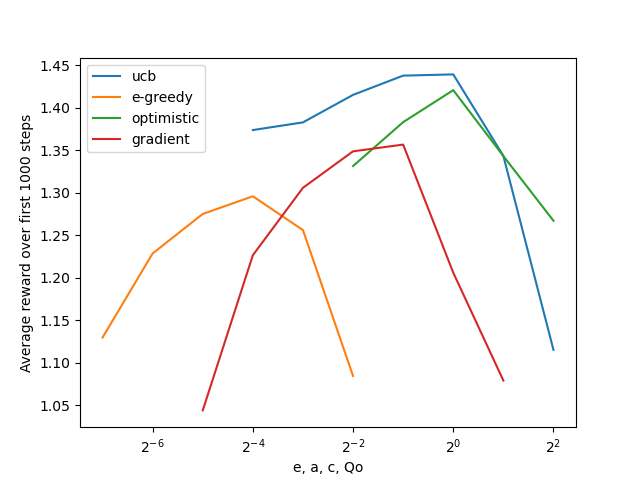 1.45
1.40
1.35
1.30
1.25
1.20
1.15
1.10
1.05
Average reward over first 1000 steps
ucb
e-greedy
optimistic
gradient
2⁻⁶ 2⁻⁴ 2⁻² 2⁰ 2²
e, a, c, Qo